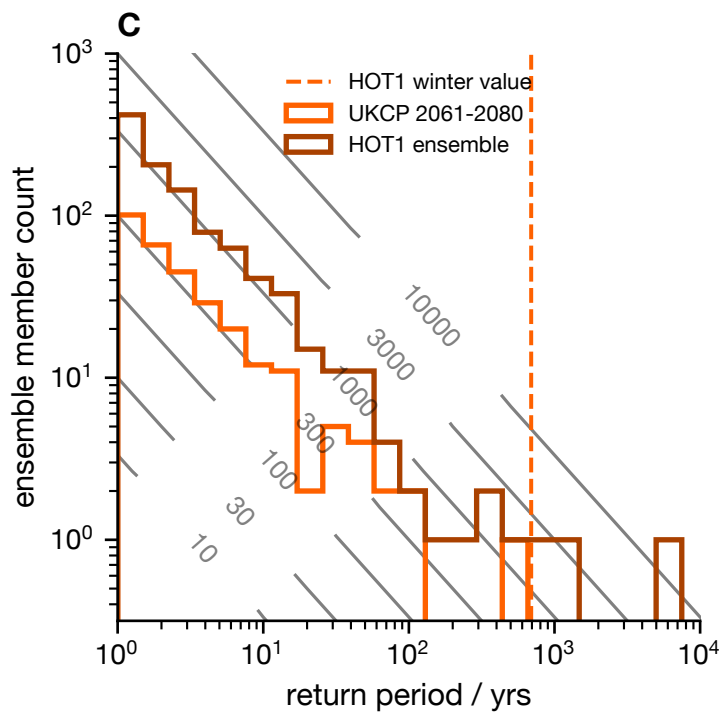 C
10³
10²
10¹
10⁰
ensemble member count
HOT1 winter value
UKCP 2061-2080
HOT1 ensemble
10000
3000
1000
300
100
30
10
10⁰ 10¹ 10² 10³ 10⁴
return period / yrs